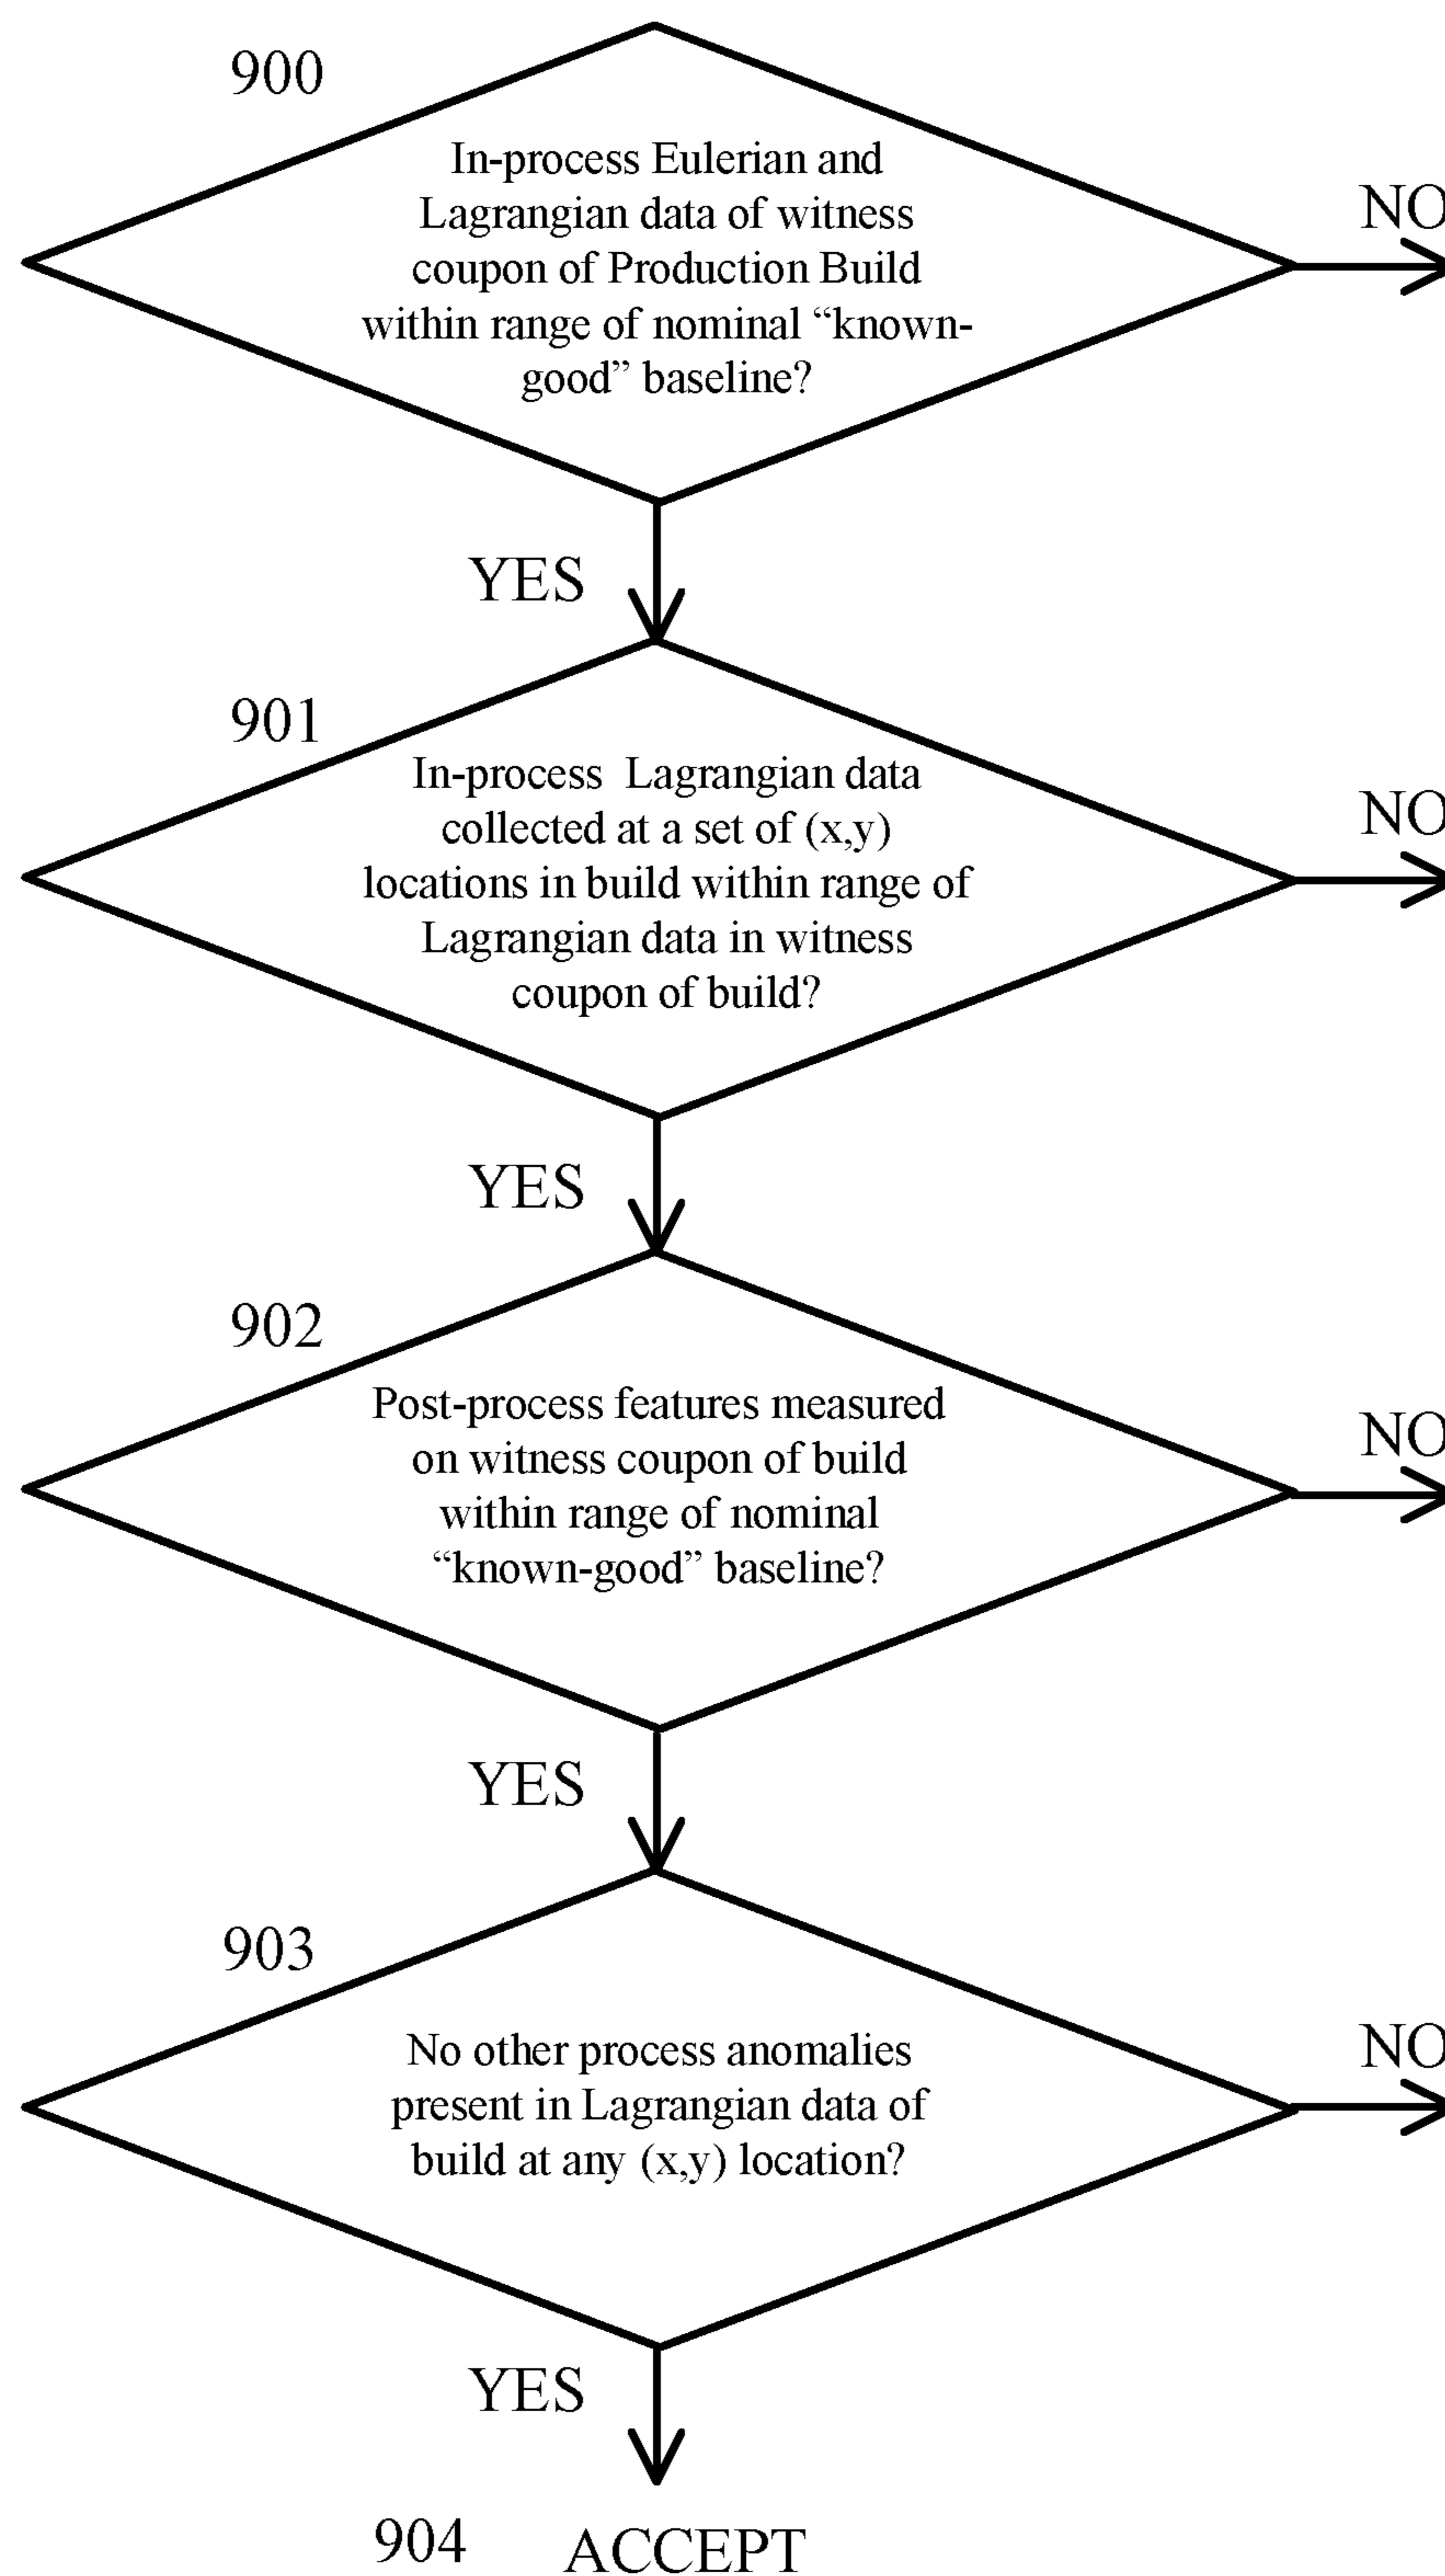 900
In-process Eulerian and
Lagrangian data of witness
coupon of Production Build
within range of nominal “known-
good” baseline?
NO
YES
901
In-process Lagrangian data
collected at a set of (x,y)
locations in build within range of
Lagrangian data in witness
coupon of build?
NO
YES
902
Post-process features measured
on witness coupon of build
within range of nominal
“known-good” baseline?
NO
YES
903
No other process anomalies
present in Lagrangian data of
build at any (x,y) location?
NO
YES
904 ACCEPT